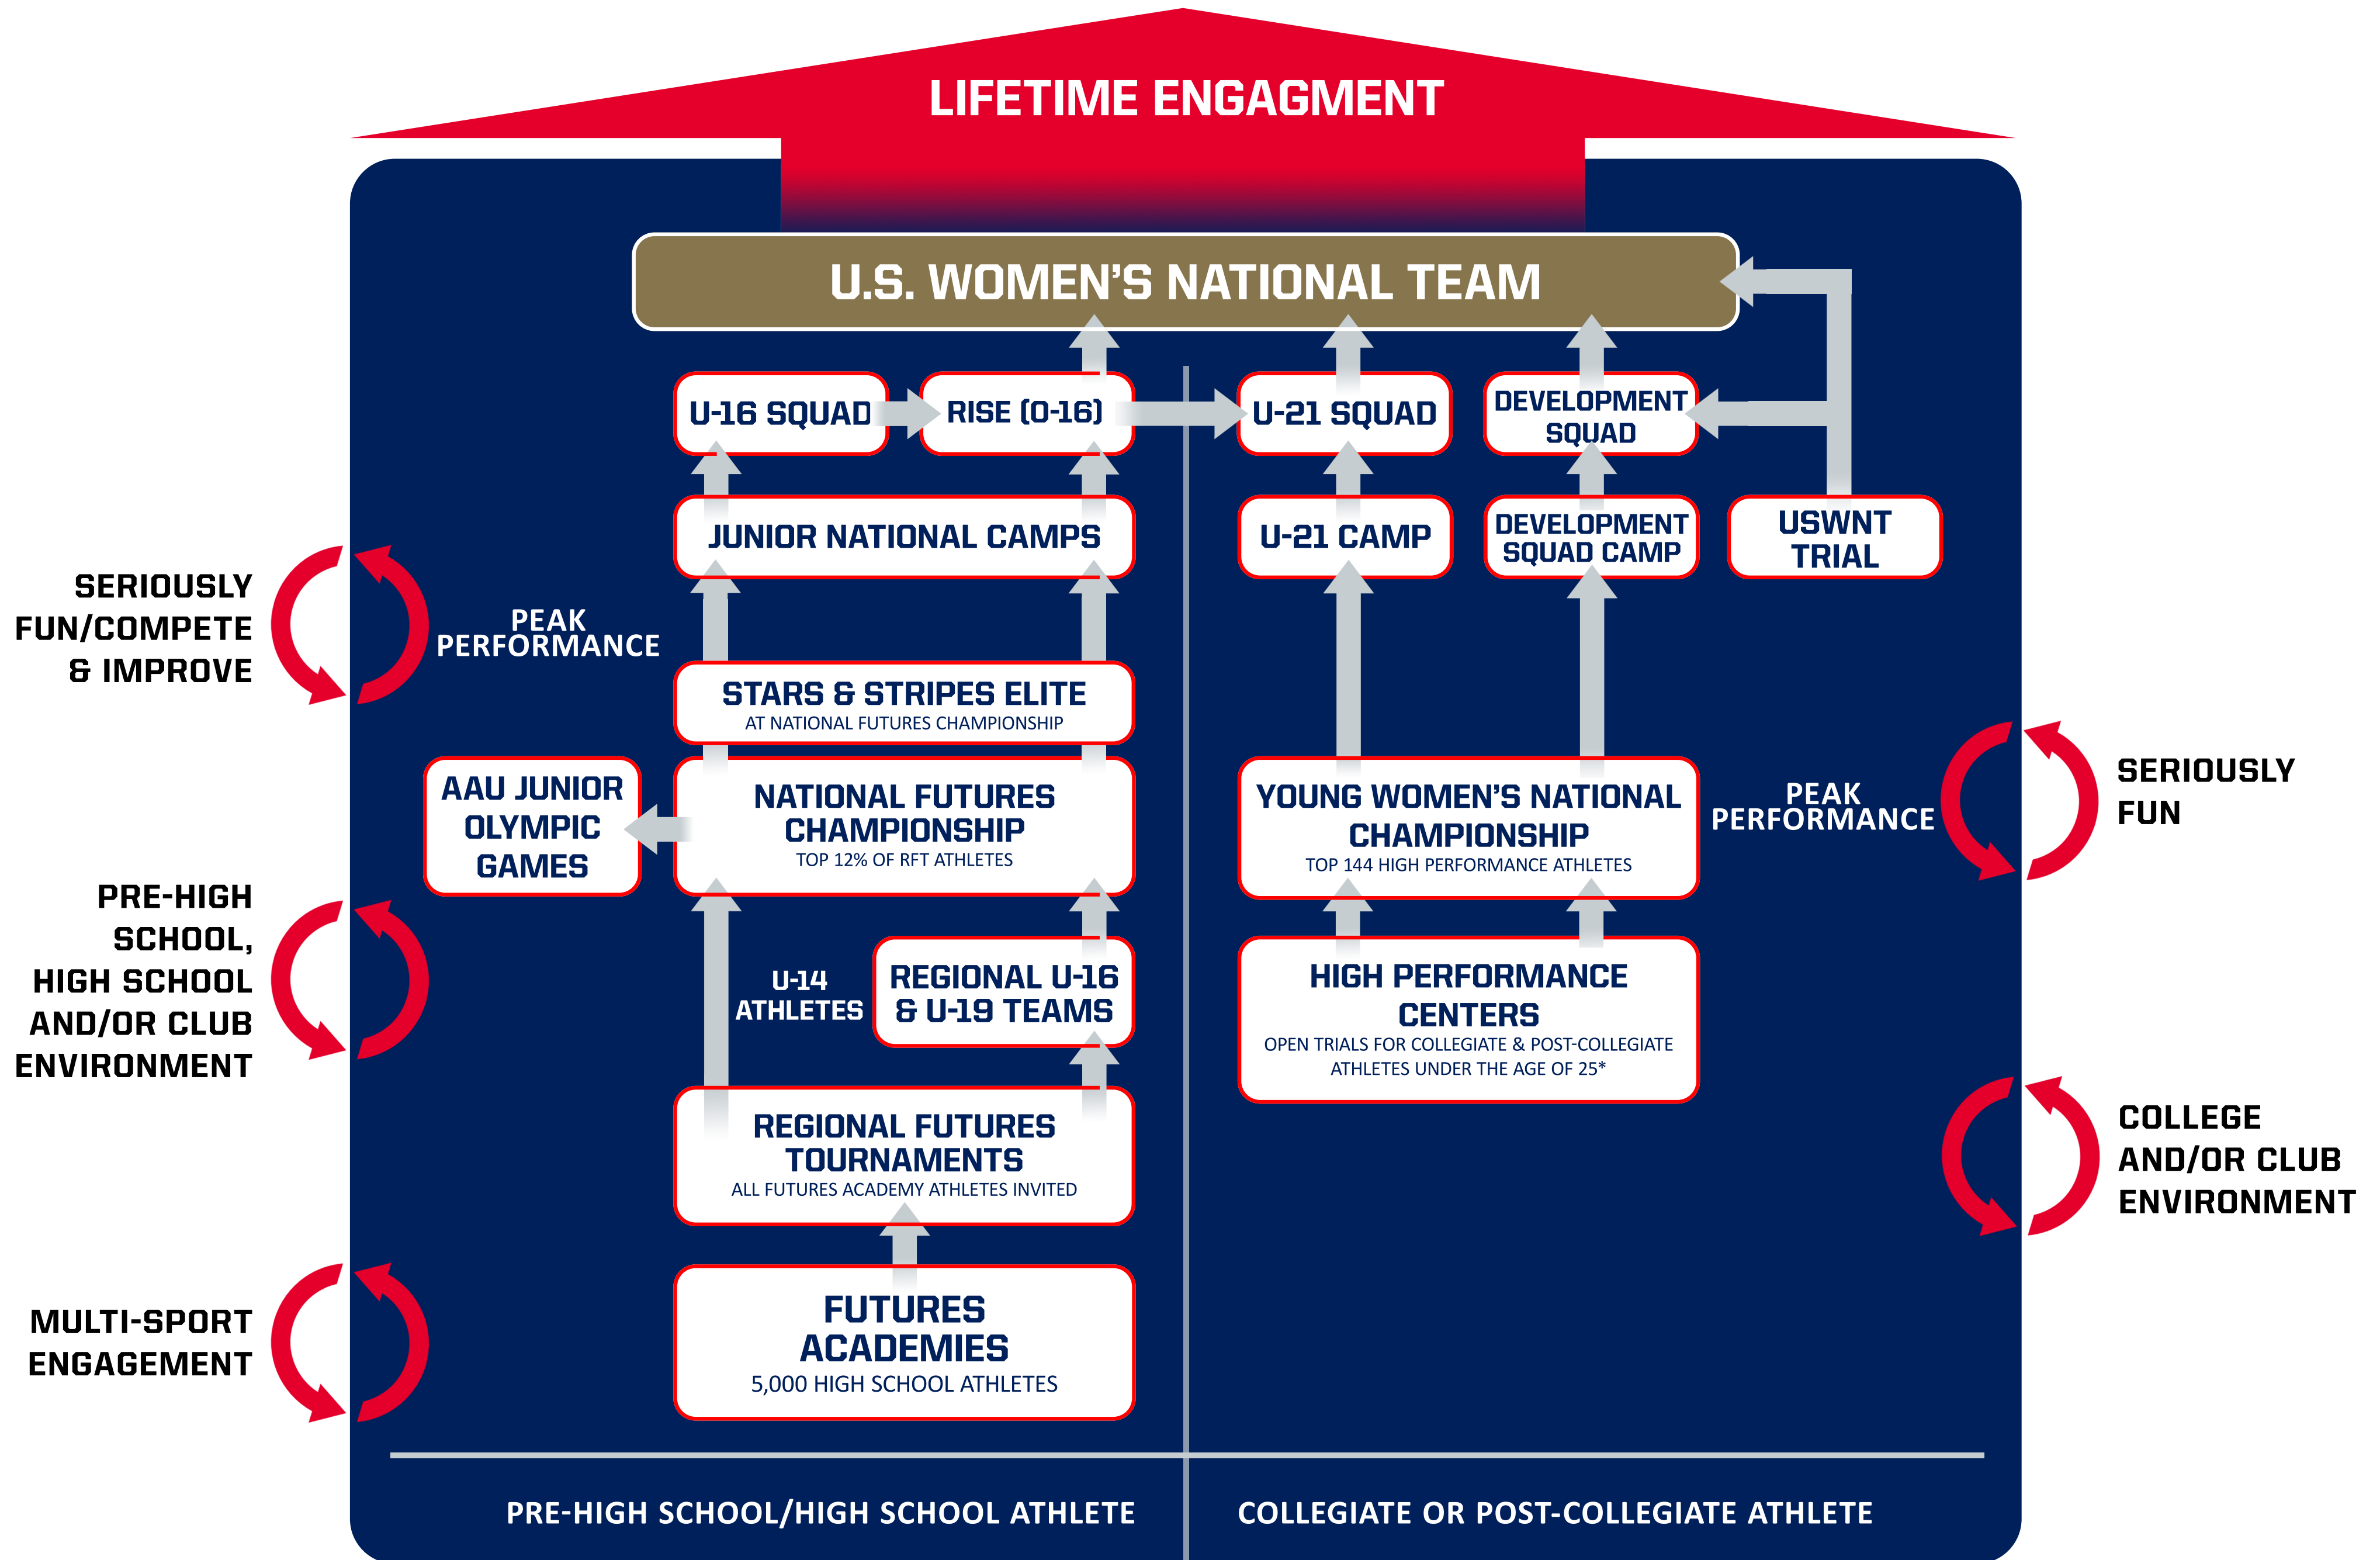 LIFETIME ENGAGMENT
U.S. WOMEN'S NATIONAL TEAM
U-16 SQUAD
RISE (O-16)
U-21 SQUAD
DEVELOPMENT
SQUAD
JUNIOR NATIONAL CAMPS
U-21 CAMP
DEVELOPMENT
SQUAD CAMP
USWNT
TRIAL
SERIOUSLY
FUN/COMPETE
& IMPROVE
PEAK
PERFORMANCE
STARS & STRIPES ELITE
AT NATIONAL FUTURES CHAMPIONSHIP
AAU JUNIOR
OLYMPIC
GAMES
NATIONAL FUTURES
CHAMPIONSHIP
TOP 12% OF RFT ATHLETES
YOUNG WOMEN'S NATIONAL
CHAMPIONSHIP
TOP 144 HIGH PERFORMANCE ATHLETES
PEAK
PERFORMANCE
SERIOUSLY
FUN
PRE-HIGH
SCHOOL,
HIGH SCHOOL
AND/OR CLUB
ENVIRONMENT
U-14
ATHLETES
REGIONAL U-16
& U-19 TEAMS
HIGH PERFORMANCE
CENTERS
OPEN TRIALS FOR COLLEGIATE & POST-COLLEGIATE
ATHLETES UNDER THE AGE OF 25*
REGIONAL FUTURES
TOURNAMENTS
ALL FUTURES ACADEMY ATHLETES INVITED
COLLEGE
AND/OR CLUB
ENVIRONMENT
MULTI-SPORT
ENGAGEMENT
FUTURES
ACADEMIES
5,000 HIGH SCHOOL ATHLETES
PRE-HIGH SCHOOL/HIGH SCHOOL ATHLETE
COLLEGIATE OR POST-COLLEGIATE ATHLETE